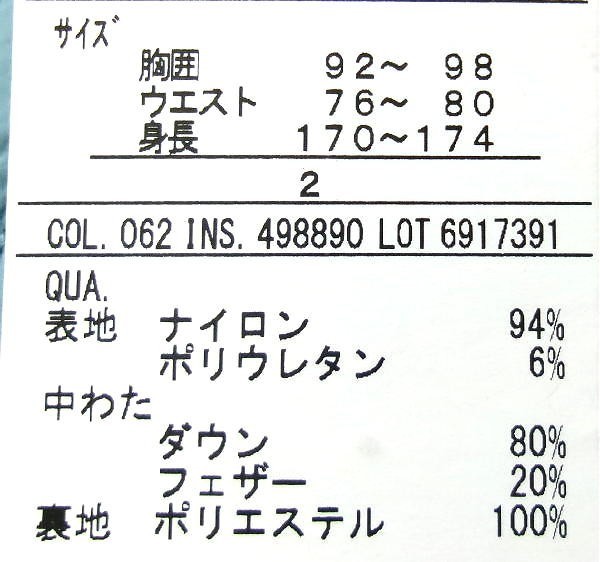 サイズ
胸囲 92～ 98
ウエスト 76～ 80
身長 170～174
2
COL. 062 INS. 498890 LOT 6917391
QUA.
表地 ナイロン 94%
ポリウレタン 6%
中わた
ダウン 80%
フェザー 20%
裏地 ポリエステル 100%